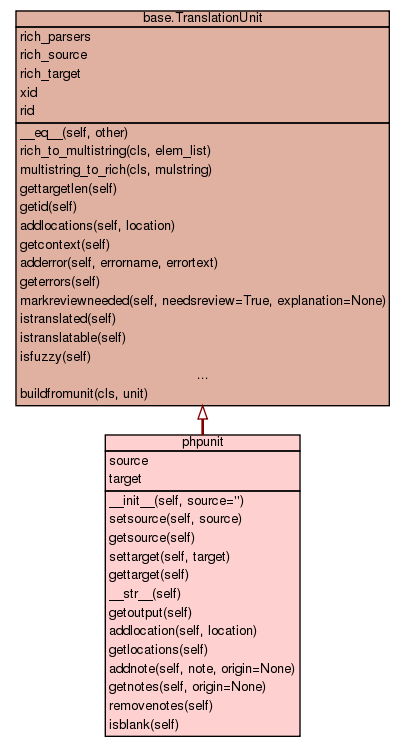 base.TranslationUnit
rich_parsers
rich_source
rich_target
xid
rid
__eq__(self, other)
rich_to_multistring(cls, elem_list)
multistring_to_rich(cls, mulstring)
gettargetlen(self)
getid(self)
addlocations(self, location)
getcontext(self)
adderror(self, errorname, errortext)
geterrors(self)
markreviewneeded(self, needsreview=True, explanation=None)
istranslated(self)
istranslatable(self)
isfuzzy(self)
...
buildfromunit(cls, unit)
phpunit
source
target
__init__(self, source='')
setsource(self, source)
getsource(self)
settarget(self, target)
gettarget(self)
__str__(self)
getoutput(self)
addlocation(self, location)
getlocations(self)
addnote(self, note, origin=None)
getnotes(self, origin=None)
removenotes(self)
isblank(self)